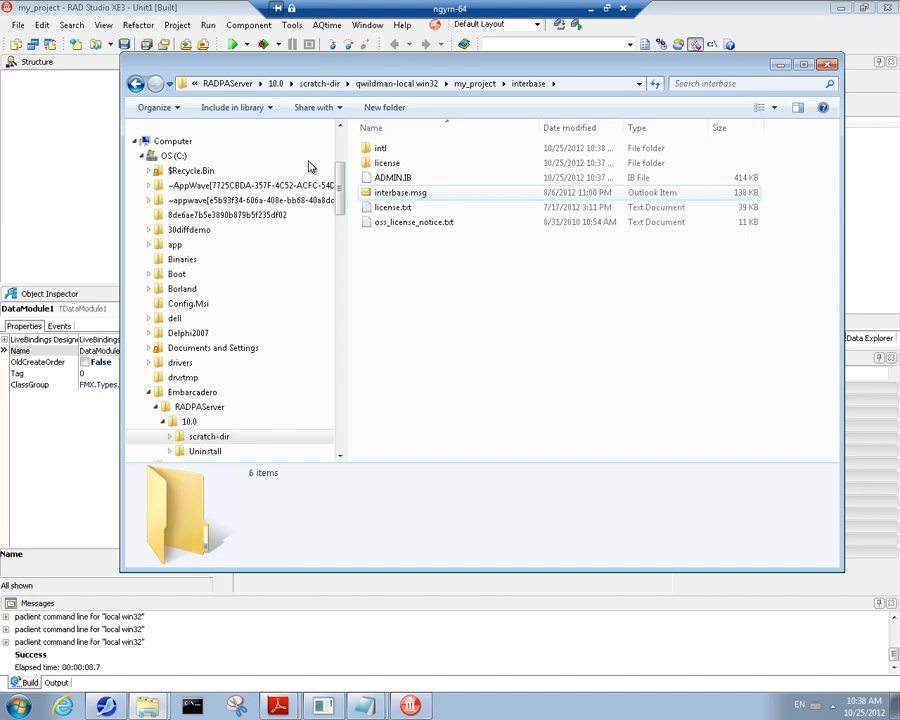 my_project - RAD Studio XE3 - Unit1 [Built]
ngyrn-64
File Edit Search View Refactor Project Run Component Tools AQtime Window Help
Default Layout
Structure
« RADPAServer 10.0 scratch-dir qwildman-local win32 my_project interbase
Search interbase
Organize Include in library Share with New folder
Name Date modified Type Size
Computer
OS (C:)
$Recycle.Bin
~AppWave[7725CBDA-357F-4C52-ACFC-54D
~appwave[e5b93f34-606a-408e-bb68-40a8dc
8de6ae7b5e3890b879b5f235df02
30diffdemo
app
Binaries
Boot
Borland
Config.Msi
dell
Delphi2007
Documents and Settings
drivers
drvrtmp
Embarcadero
RADPAServer
10.0
scratch-dir
Uninstall
intl 10/25/2012 10:38 ... File folder
license 10/25/2012 10:37 ... File folder
ADMIN.IB 10/25/2012 10:37 ... IB File 414 KB
interbase.msg 8/6/2012 11:00 PM Outlook Item 138 KB
license.txt 7/17/2012 3:11 PM Text Document 39 KB
oss_license_notice.txt 8/31/2010 10:54 AM Text Document 11 KB
6 items
Object Inspector
DataModule1 TDataModule1
Properties Events
LiveBindings Design LiveBindings
Name DataModule
OldCreateOrder False
Tag 0
ClassGroup FMX.Types.
Data Explorer
Name
All shown
Messages
paclient command line for "local win32"
paclient command line for "local win32"
paclient command line for "local win32"
Success
Elapsed time: 00:00:08.7
Build Output
EN
10:38 AM
10/25/2012